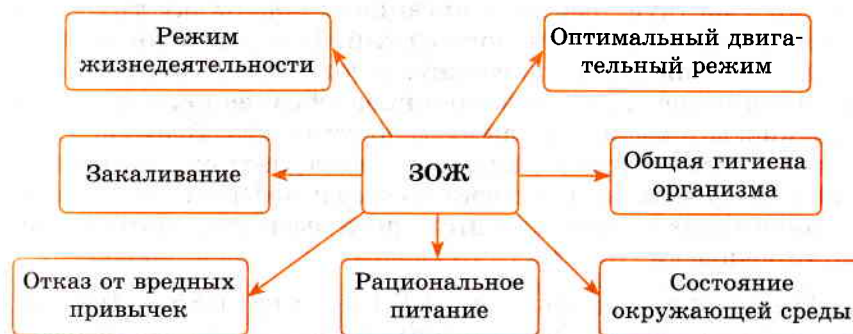 Режим
жизнедеятельности
Оптимальный двига-
тельный режим
Закаливание
ЗОЖ
Общая гигиена
организма
Отказ от вредных
привычек
Рациональное
питание
Состояние
окружающей среды